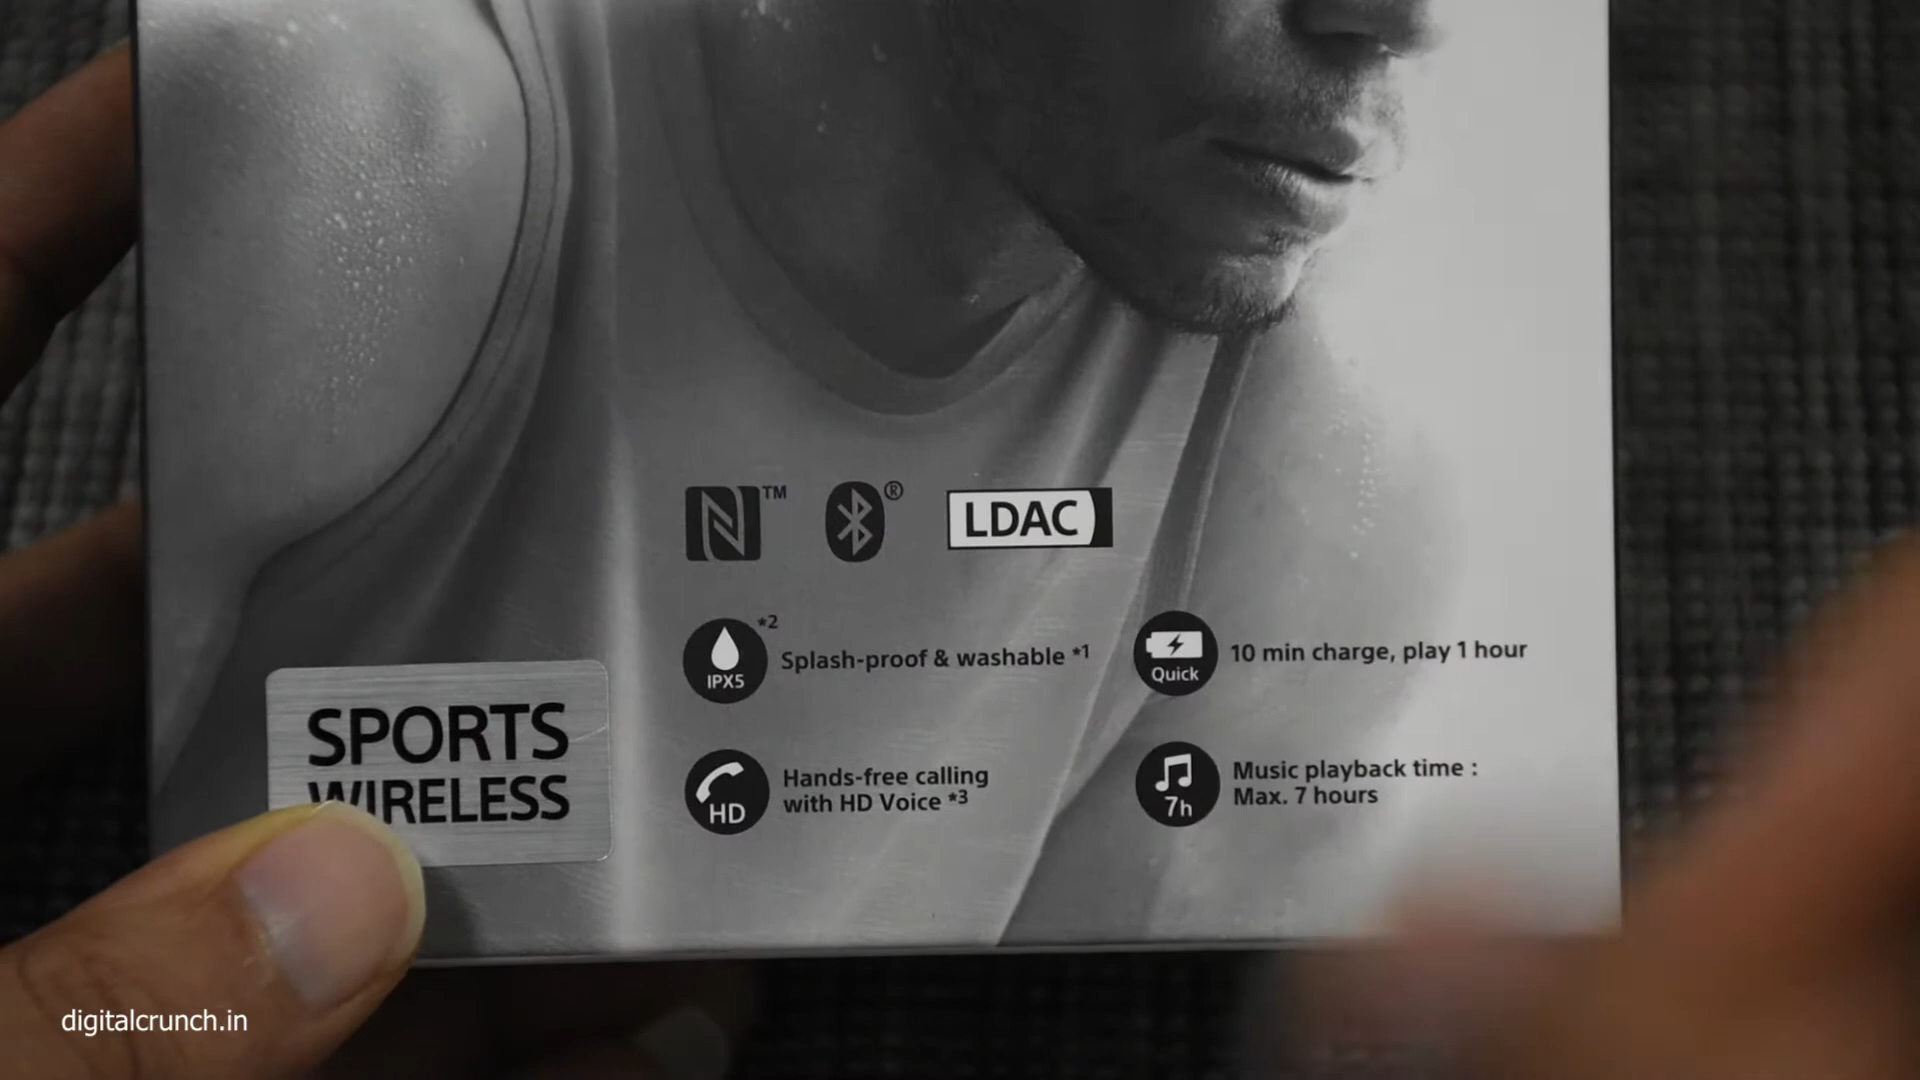 TM
®
LDAC
*2
IPX5
Splash-proof & washable *1
Quick
10 min charge, play 1 hour
SPORTS
WIRELESS
HD
Hands-free calling
with HD Voice *3
7h
Music playback time :
Max. 7 hours
digitalcrunch.in